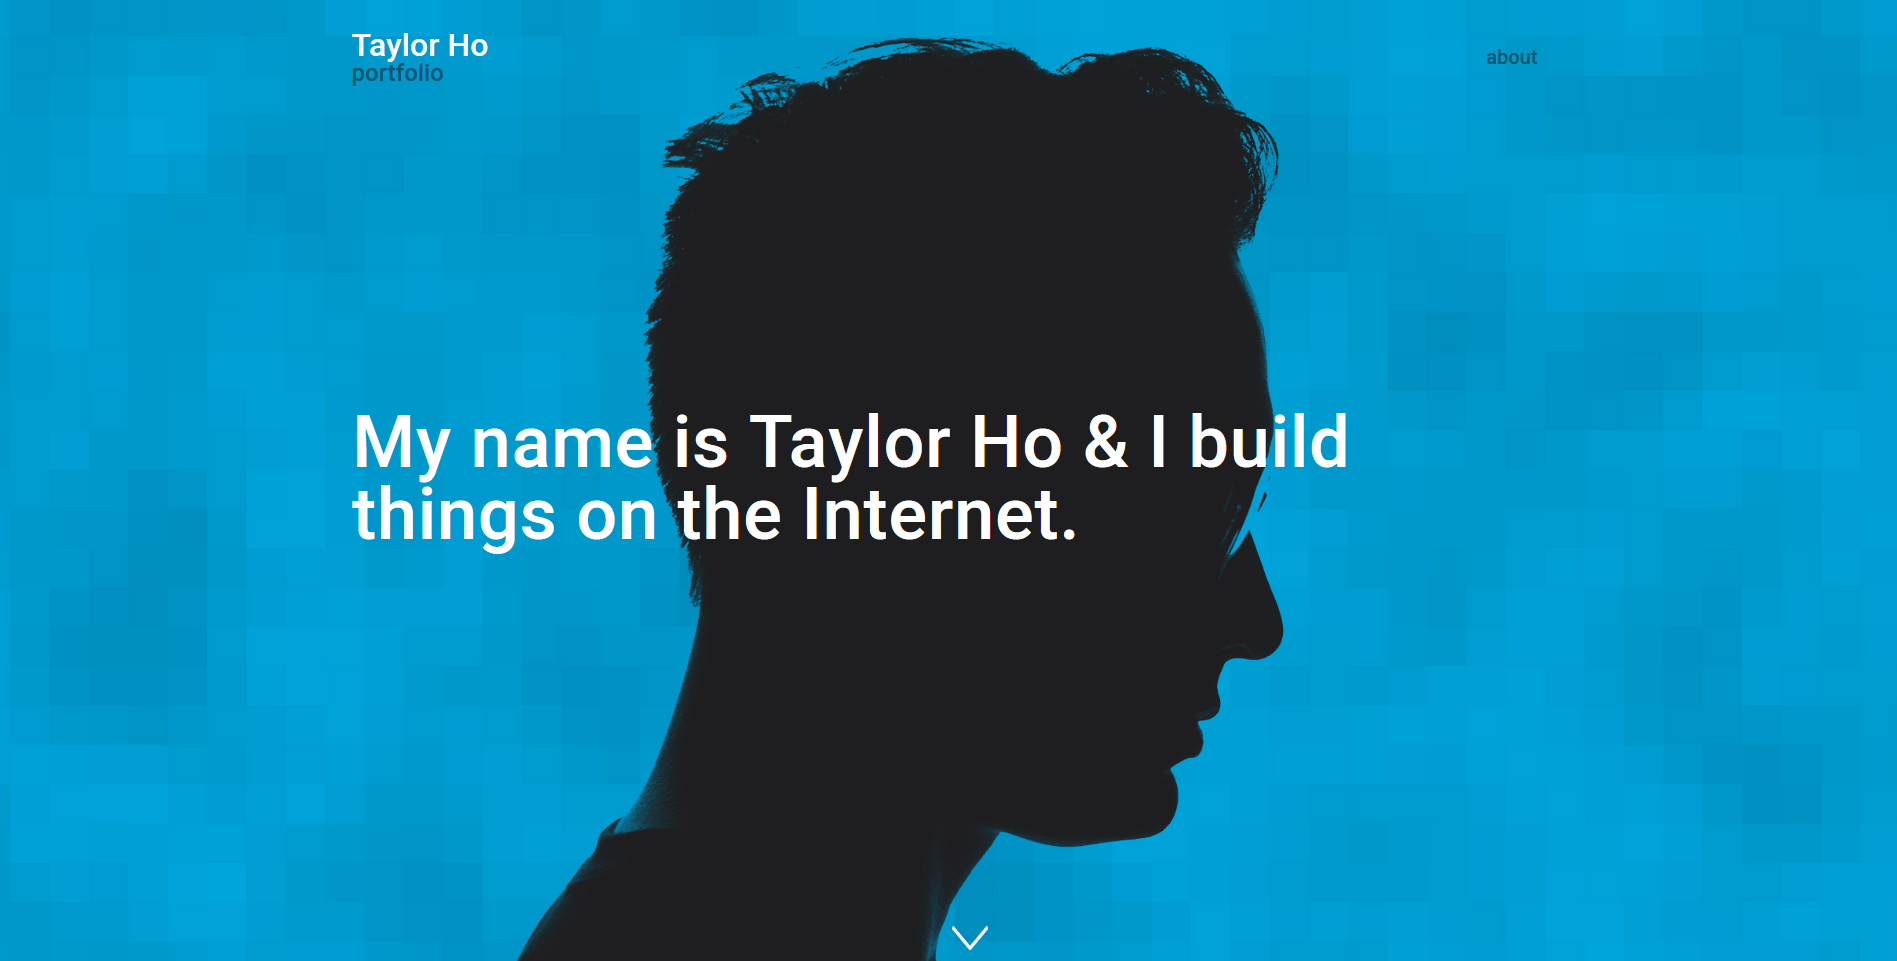 Taylor Ho
portfolio
about
My name is Taylor Ho & I build
things on the Internet.